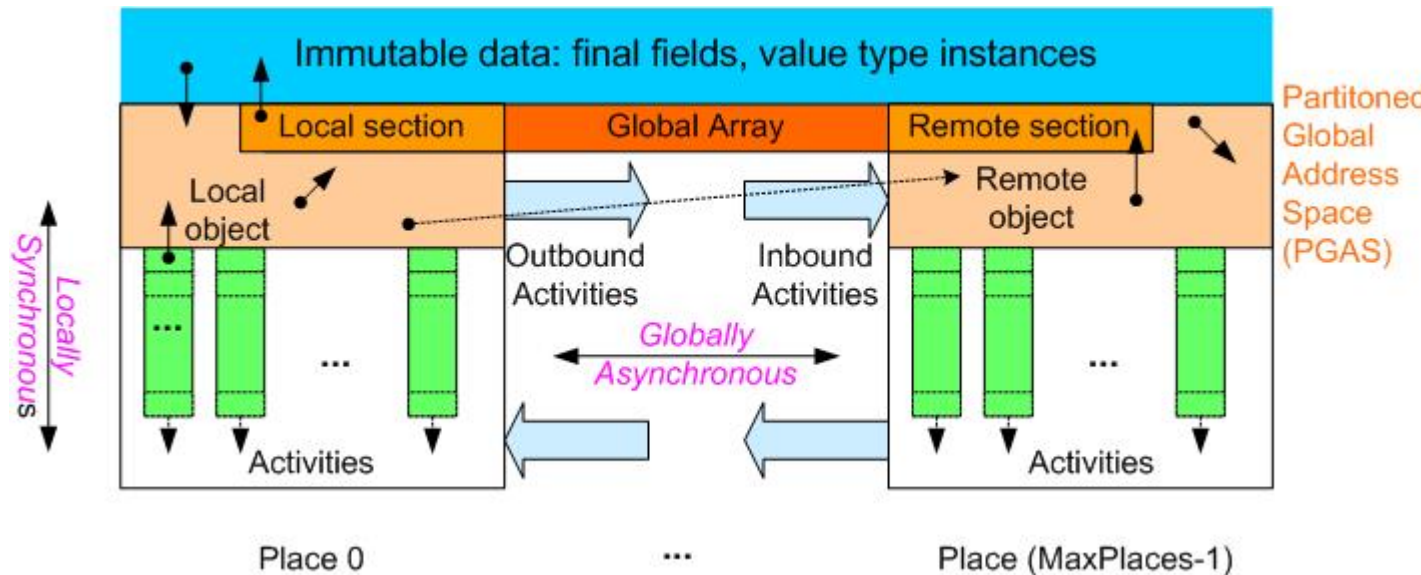 Immutable data: final fields, value type instances
Local section
Global Array
Remote section
Partitoned
Global
Address
Space
(PGAS)
Local
object
Remote
object
Locally
Synchronous
Outbound
Activities
Inbound
Activities
...
...
Globally
Asynchronous
...
Activities
Activities
Place 0
...
Place (MaxPlaces-1)